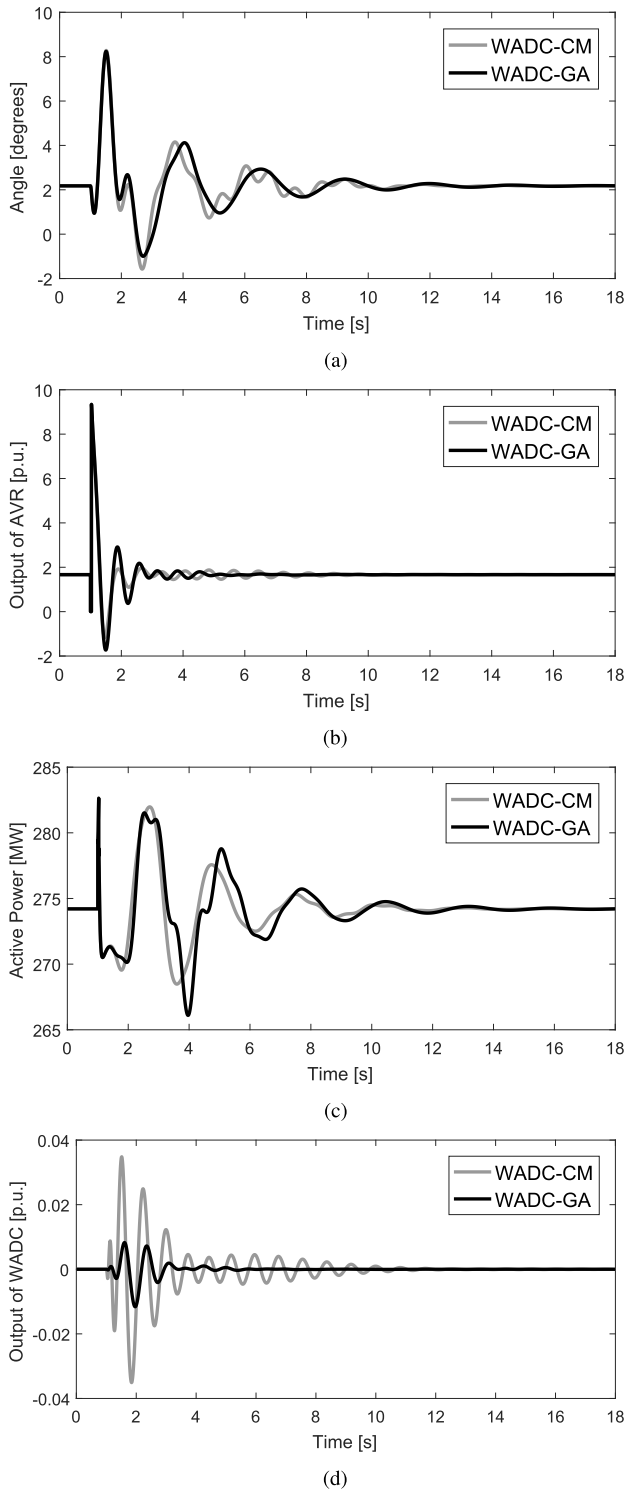 10
8
6
4
2
0
-2
Angle [degrees]
WADC-CM
WADC-GA
0 2 4 6 8 10 12 14 16 18
Time [s]
(a)
10
8
6
4
2
0
-2
Output of AVR [p.u.]
WADC-CM
WADC-GA
0 2 4 6 8 10 12 14 16 18
Time [s]
(b)
285
280
275
270
265
Active Power [MW]
WADC-CM
WADC-GA
0 2 4 6 8 10 12 14 16 18
Time [s]
(c)
0.04
0.02
0
-0.02
-0.04
Output of WADC [p.u.]
WADC-CM
WADC-GA
0 2 4 6 8 10 12 14 16 18
Time [s]
(d)